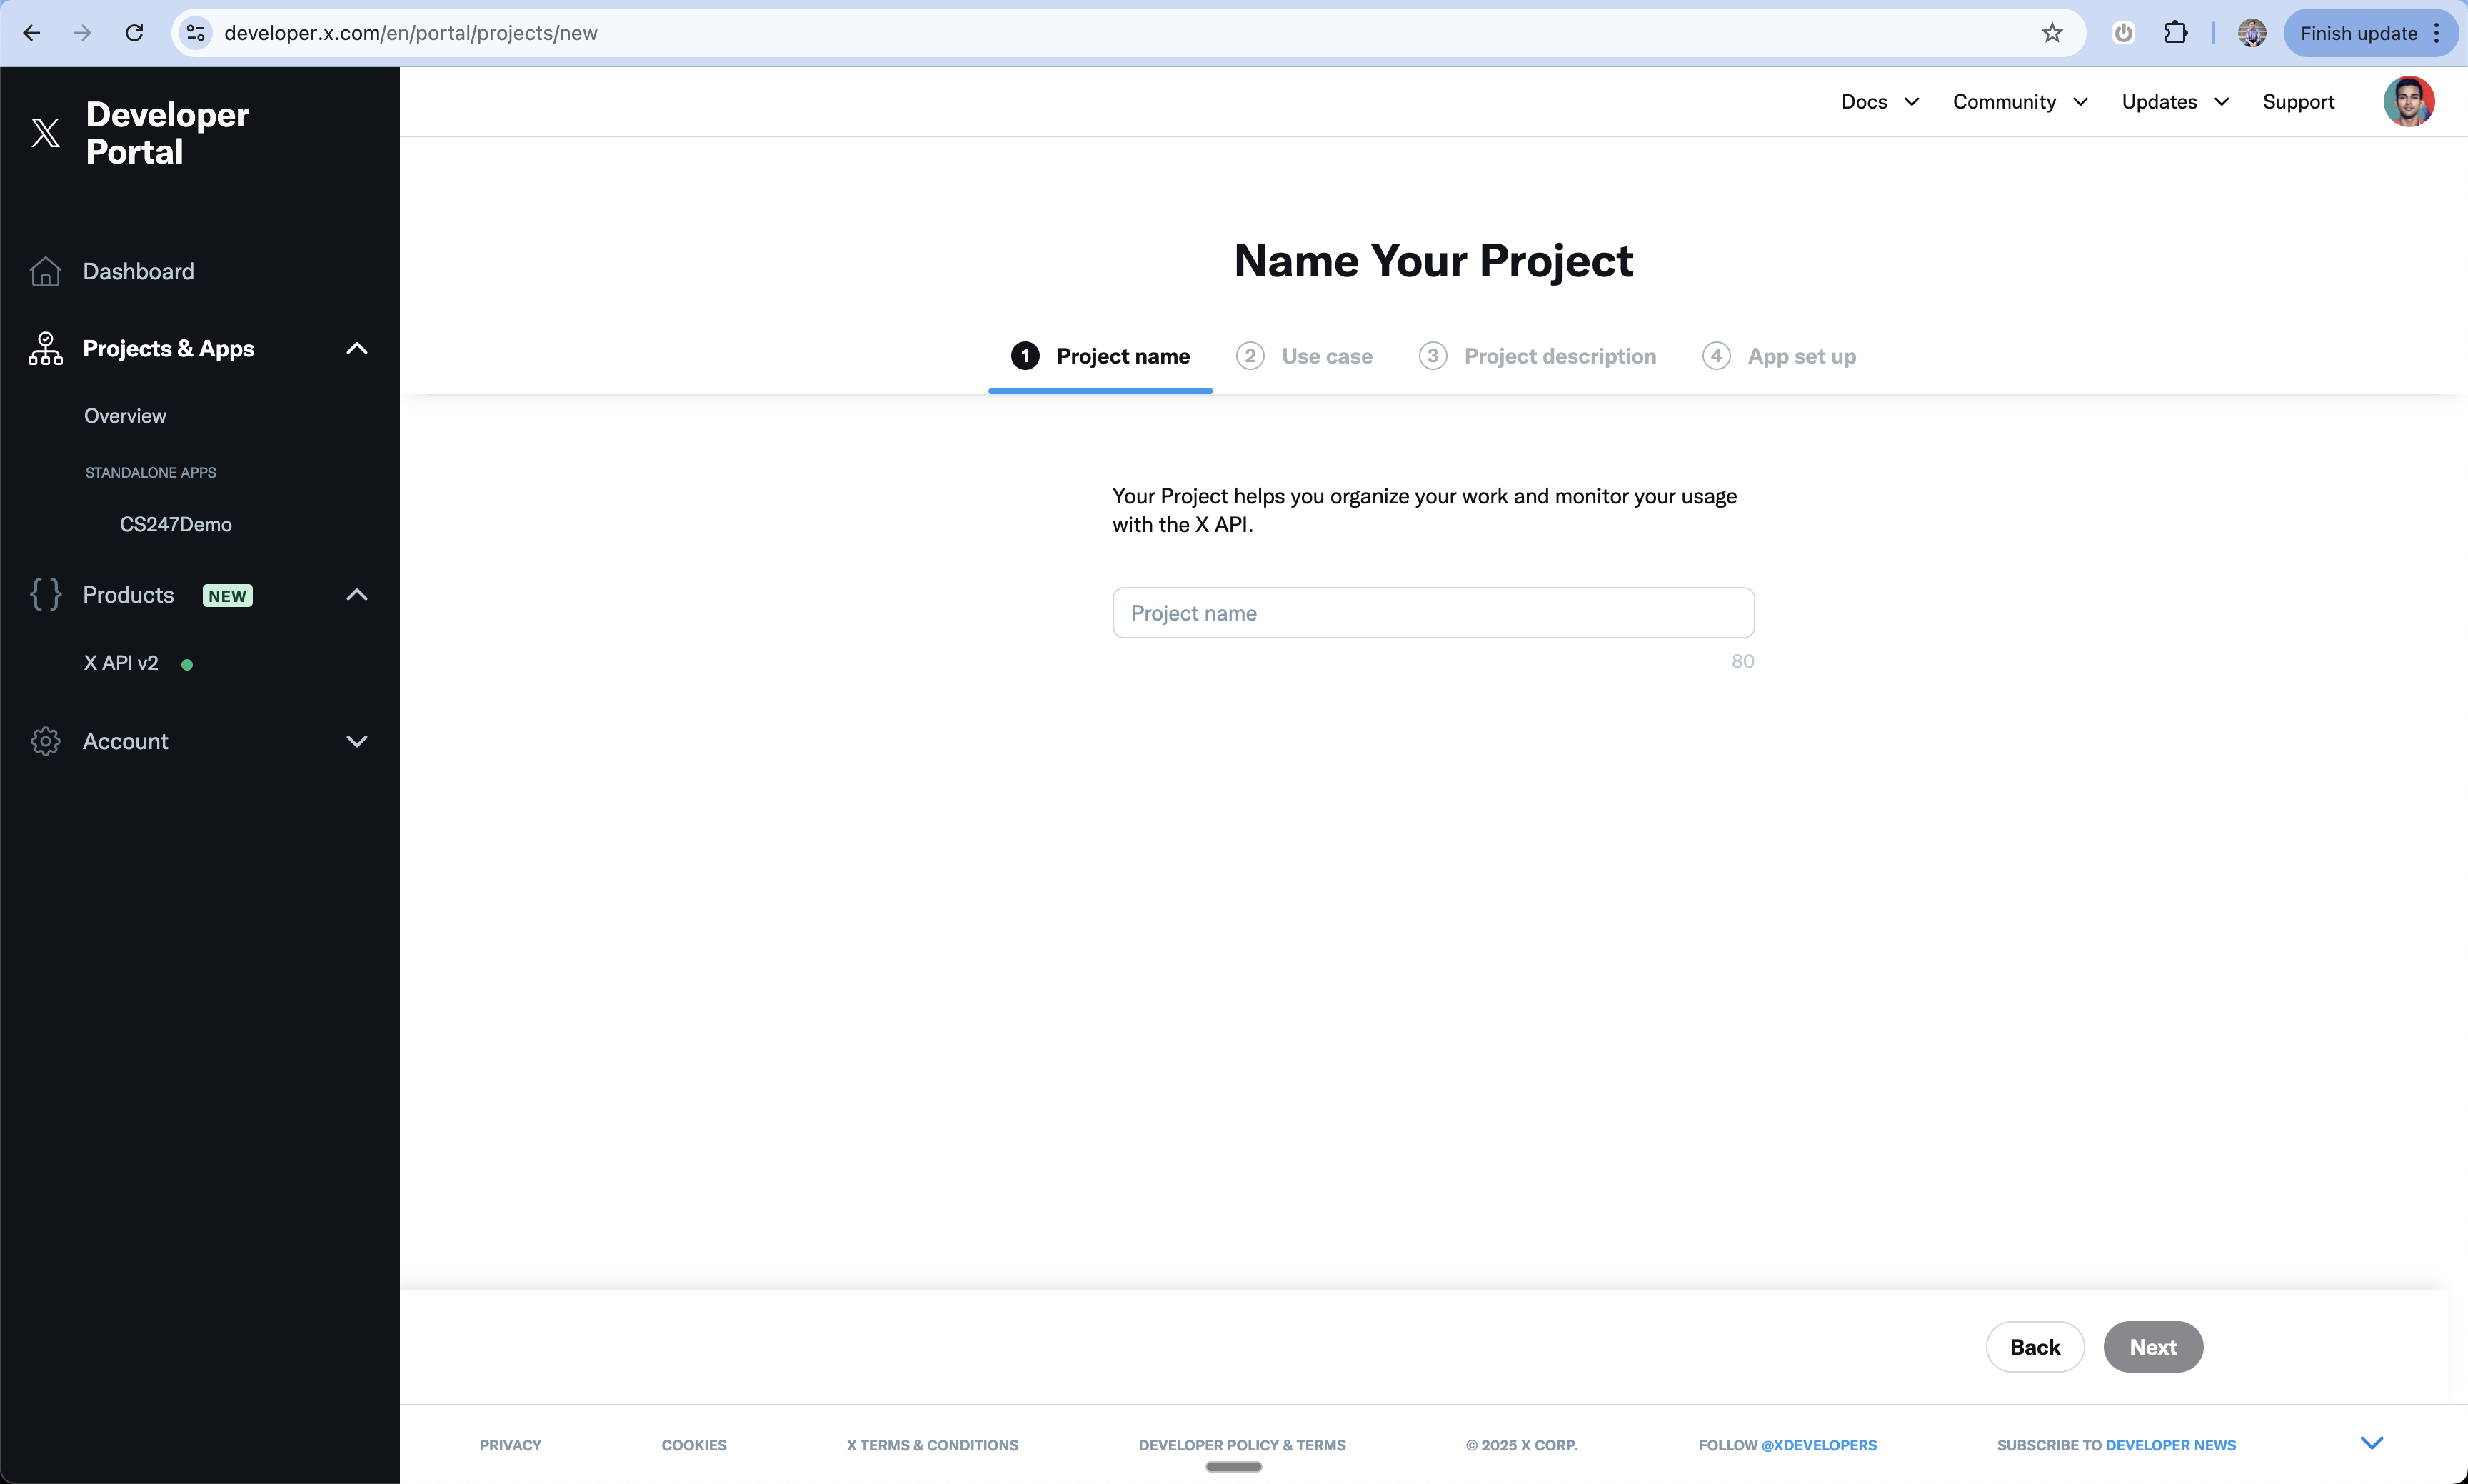 developer.x.com/en/portal/projects/new
Finish update
Developer
Portal
Docs
Community
Updates
Support
Dashboard
Projects & Apps
Overview
STANDALONE APPS
CS247Demo
Products NEW
X API v2
Account
Name Your Project
1 Project name
2 Use case
3 Project description
4 App set up
Your Project helps you organize your work and monitor your usage
with the X API.
Project name
80
Back
Next
PRIVACY
COOKIES
X TERMS & CONDITIONS
DEVELOPER POLICY & TERMS
© 2025 X CORP.
FOLLOW @XDEVELOPERS
SUBSCRIBE TO DEVELOPER NEWS